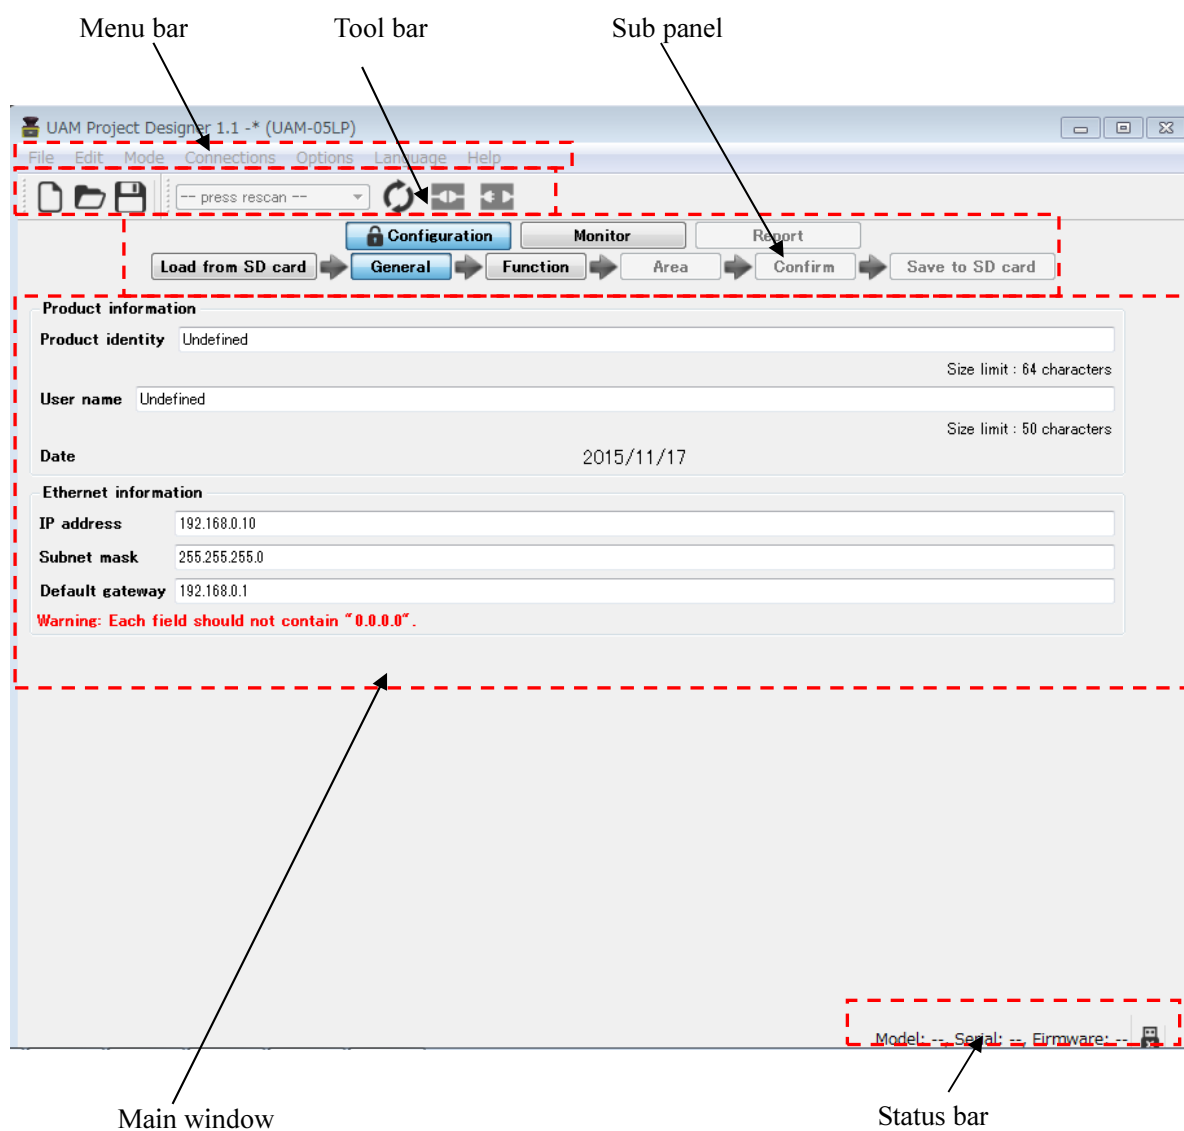 Menu bar Tool bar Sub panel
UAM Project Designer 1.1 -* (UAM-05LP)
File Edit Mode Connections Options Language Help
-- press rescan --
Configuration Monitor Report
Load from SD card General Function Area Confirm Save to SD card
Product information
Product identity Undefined
Size limit : 64 characters
User name Undefined
Size limit : 50 characters
Date 2015/11/17
Ethernet information
IP address 192.168.0.10
Subnet mask 255.255.255.0
Default gateway 192.168.0.1
Warning: Each field should not contain "0.0.0.0".
Model: --, Serial: --, Firmware: --
Main window Status bar